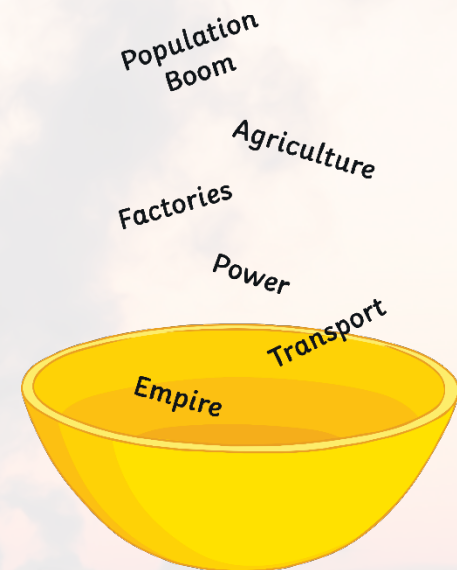 Population
Boom
Agriculture
Factories
Power
Transport
Empire